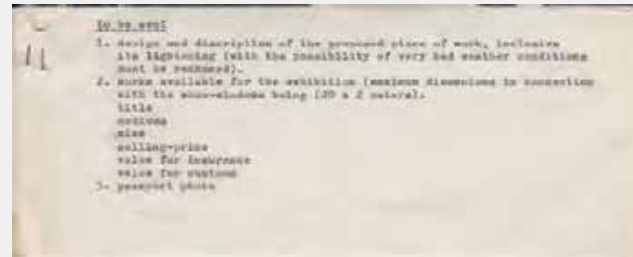 to be sent
1. design and discription of the proposed piece of work, inclusive
its lightening (with the possibility of very bad weather conditions
must be reckoned).
2. works available for the exhibition (maximum dimensions in connection
with the show-windows being (20 x 2 meters).
title
medium
size
selling-price
value for insurance
value for customs
3. passport photo